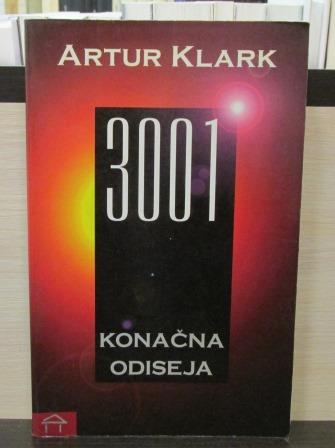 ARTUR KLARK
3001
KONAČNA
ODISEJA